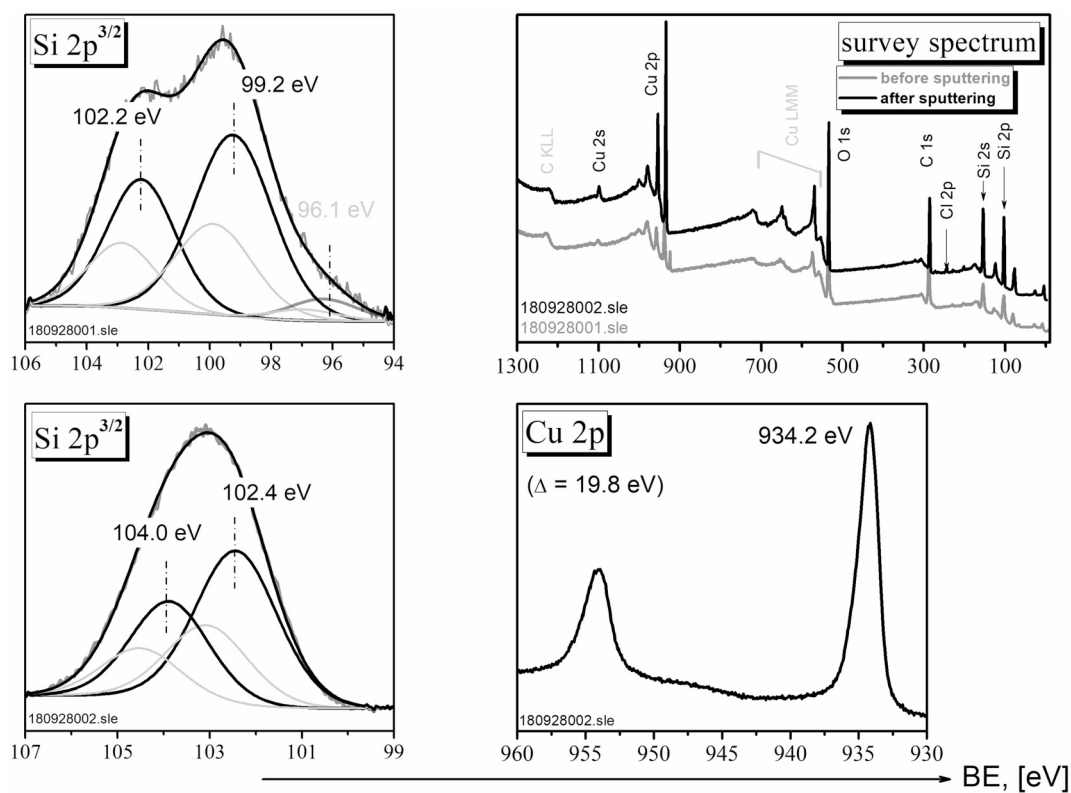 Si 2p³/²
99.2 eV
102.2 eV
96.1 eV
180928001.sle
106 104 102 100 98 96 94
survey spectrum
before sputtering
after sputtering
C KLL
Cu 2s
Cu 2p
Cu LMM
O 1s
C 1s
Cl 2p
Si 2s
Si 2p
180928002.sle
180928001.sle
1300 1100 900 700 500 300 100
Si 2p³/²
102.4 eV
104.0 eV
180928002.sle
107 105 103 101 99
Cu 2p
934.2 eV
(Δ = 19.8 eV)
180928002.sle
960 955 950 945 940 935 930
BE, [eV]